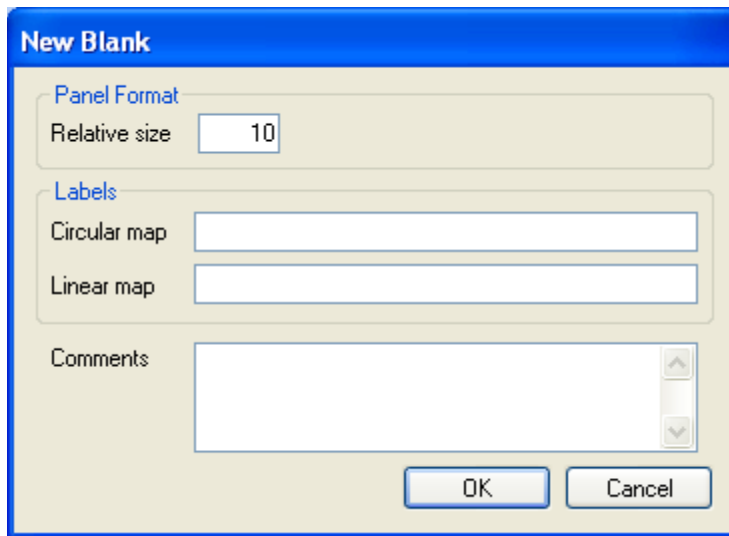 New Blank
Panel Format
Relative size 10
Labels
Circular map
Linear map
Comments
OK Cancel